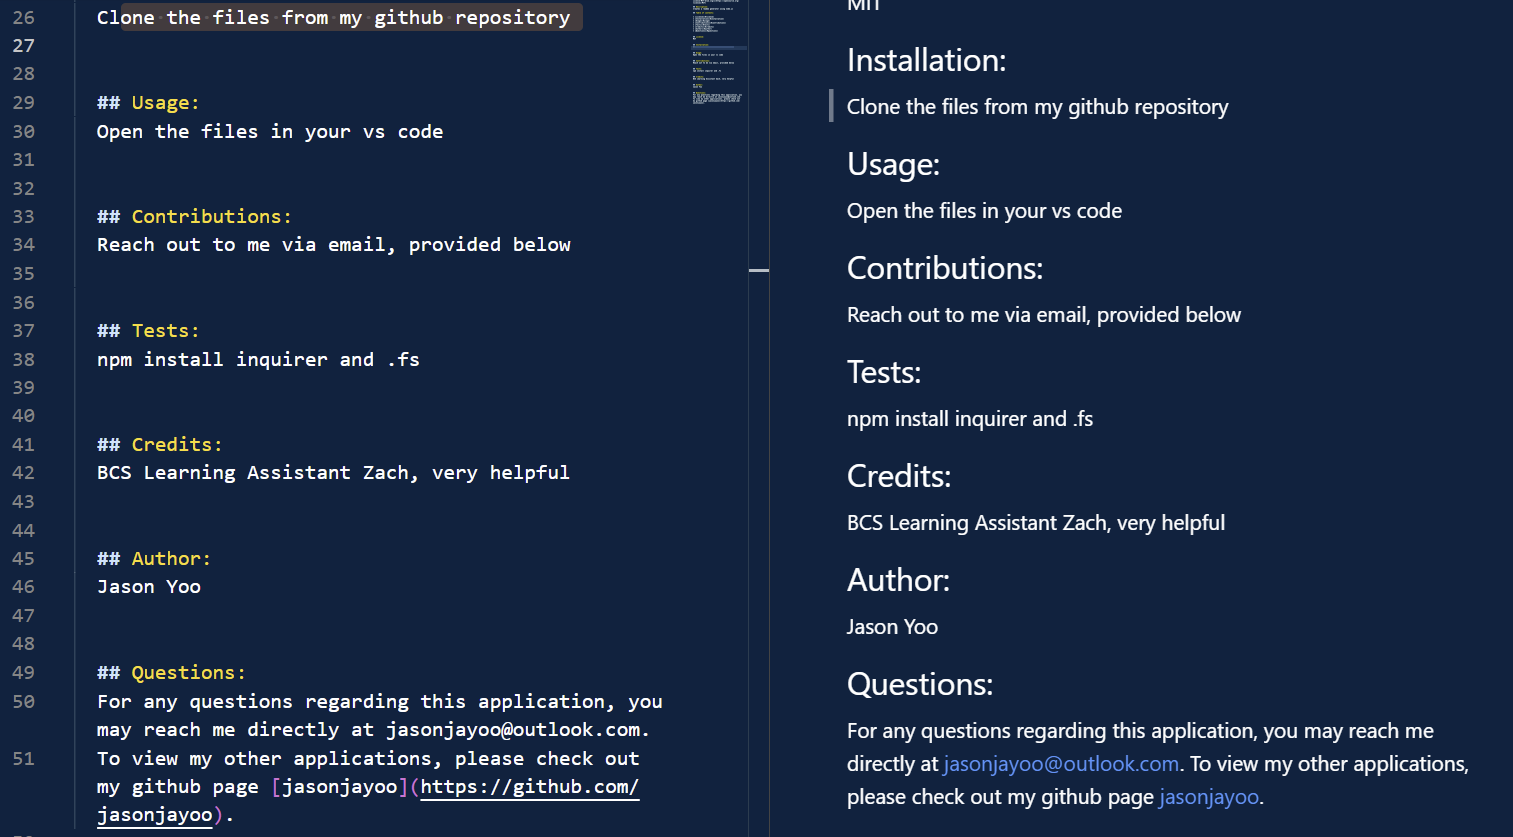 26 Clone the files from my github repository
27
28
29 ## Usage:
30 Open the files in your vs code
31
32
33 ## Contributions:
34 Reach out to me via email, provided below
35
36
37 ## Tests:
38 npm install inquirer and .fs
39
40
41 ## Credits:
42 BCS Learning Assistant Zach, very helpful
43
44
45 ## Author:
46 Jason Yoo
47
48
49 ## Questions:
50 For any questions regarding this application, you
may reach me directly at jasonjayoo@outlook.com.
51 To view my other applications, please check out
my github page [jasonjayoo](https://github.com/
jasonjayoo).
MIT
Installation:
Clone the files from my github repository
Usage:
Open the files in your vs code
Contributions:
Reach out to me via email, provided below
Tests:
npm install inquirer and .fs
Credits:
BCS Learning Assistant Zach, very helpful
Author:
Jason Yoo
Questions:
For any questions regarding this application, you may reach me
directly at jasonjayoo@outlook.com. To view my other applications,
please check out my github page jasonjayoo.